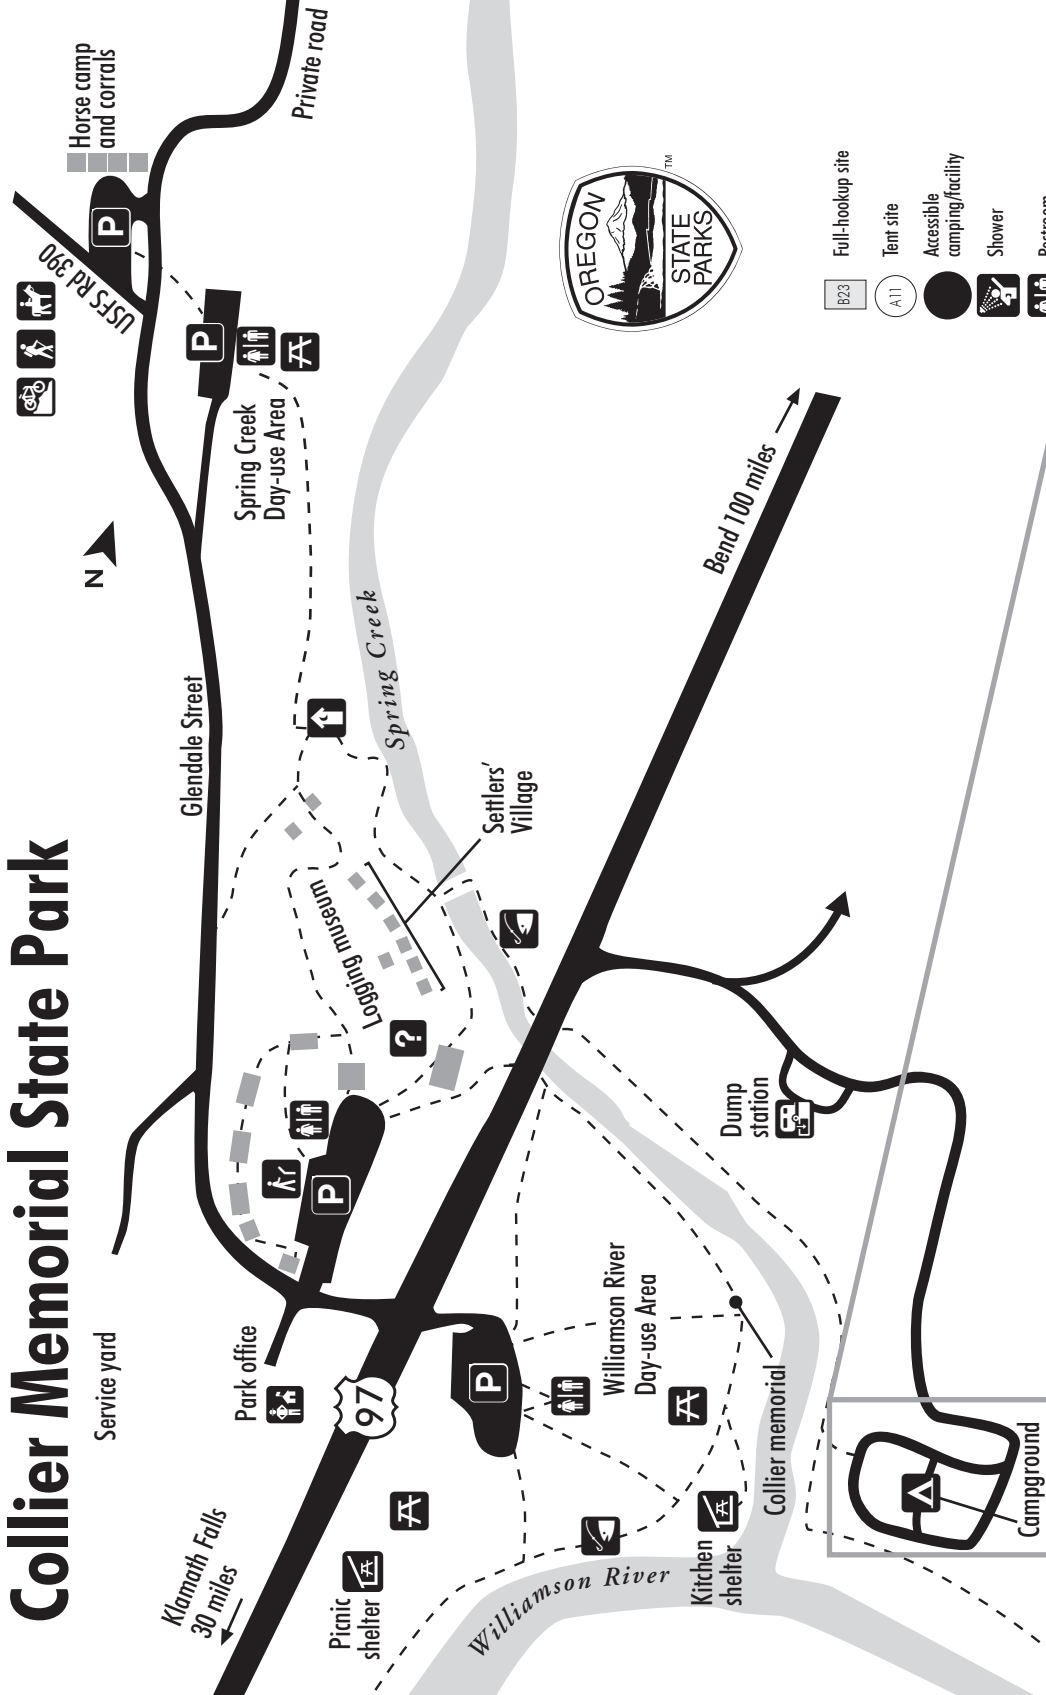 Collier Memorial State Park
Service yard
Glendale Street
N
USFS Rd 390
P
Horse camp
and corrals
Private road
P
Spring Creek
Day-use Area
Klamath Falls
30 miles
Park office
97
P
?
Logging museum
Settlers'
Village
Spring Creek
Picnic
shelter
P
Williamson River
Williamson River
Day-use Area
Kitchen
shelter
Collier memorial
Dump
station
Bend 100 miles
OREGON
STATE
PARKS
TM
Campground
B23
Full-hookup site
A11
Tent site
Accessible
camping/facility
Shower